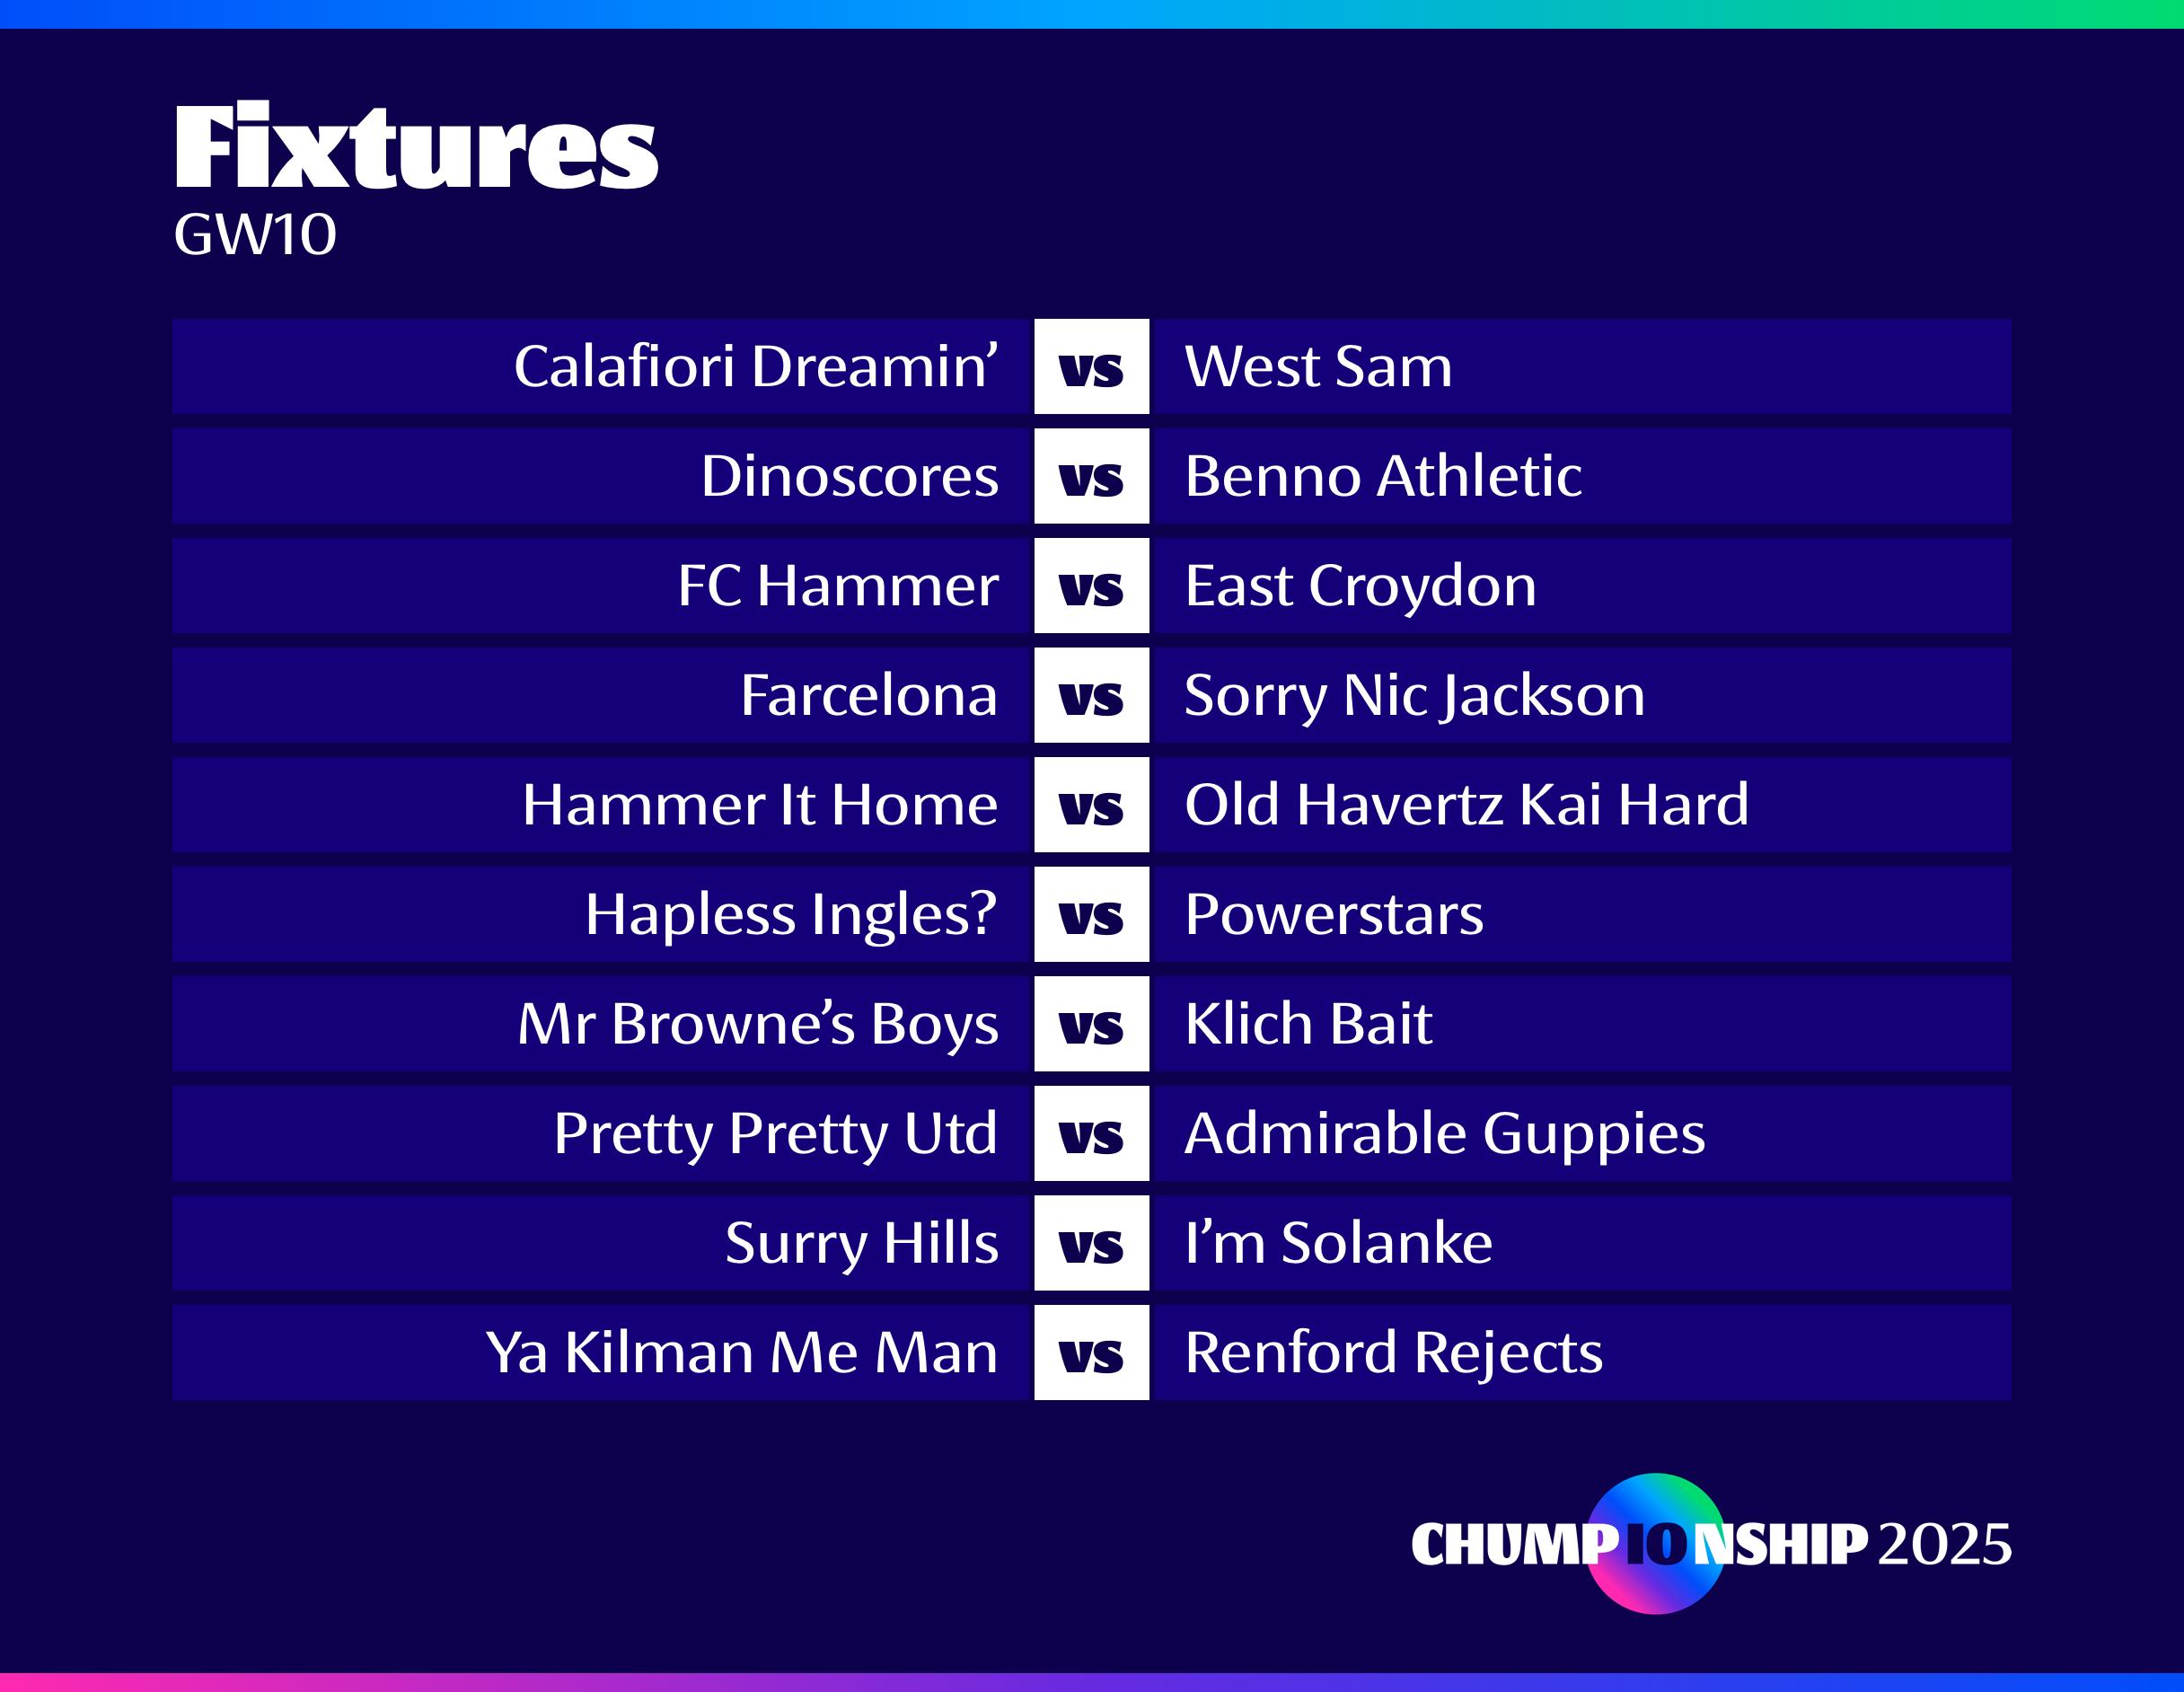 Fixtures
GW10
Calafiori Dreamin’ vs West Sam
Dinoscores vs Benno Athletic
FC Hammer vs East Croydon
Farcelona vs Sorry Nic Jackson
Hammer It Home vs Old Havertz Kai Hard
Hapless Ingles? vs Powerstars
Mr Browne’s Boys vs Klich Bait
Pretty Pretty Utd vs Admirable Guppies
Surry Hills vs I’m Solanke
Ya Kilman Me Man vs Renford Rejects
CHUMPIONSHIP 2025